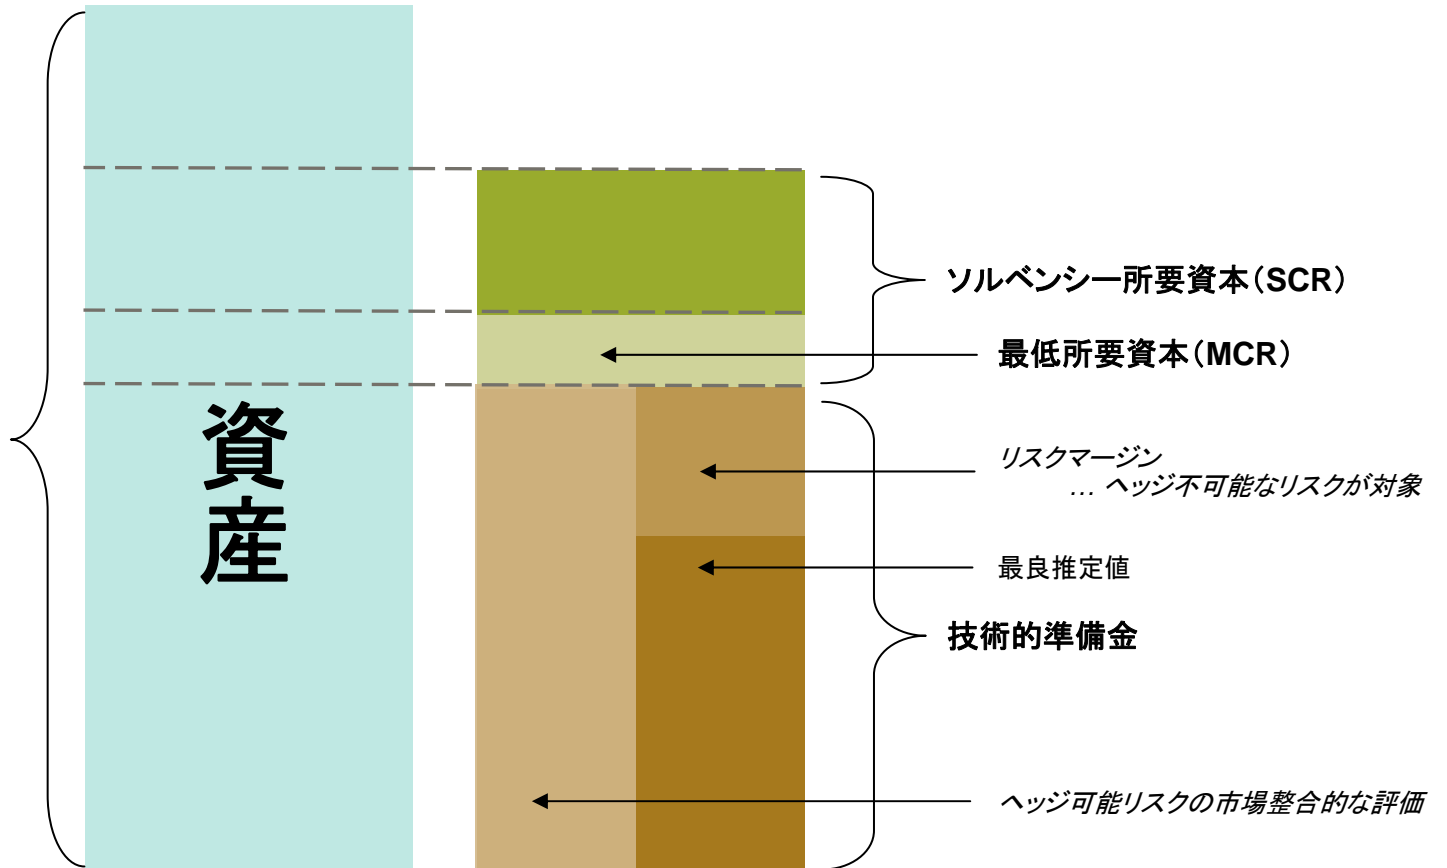 資産
ソルベンシー所要資本（SCR）
最低所要資本（MCR）
リスクマージン
… ヘッジ不可能なリスクが対象
最良推定値
技術的準備金
ヘッジ可能リスクの市場整合的な評価